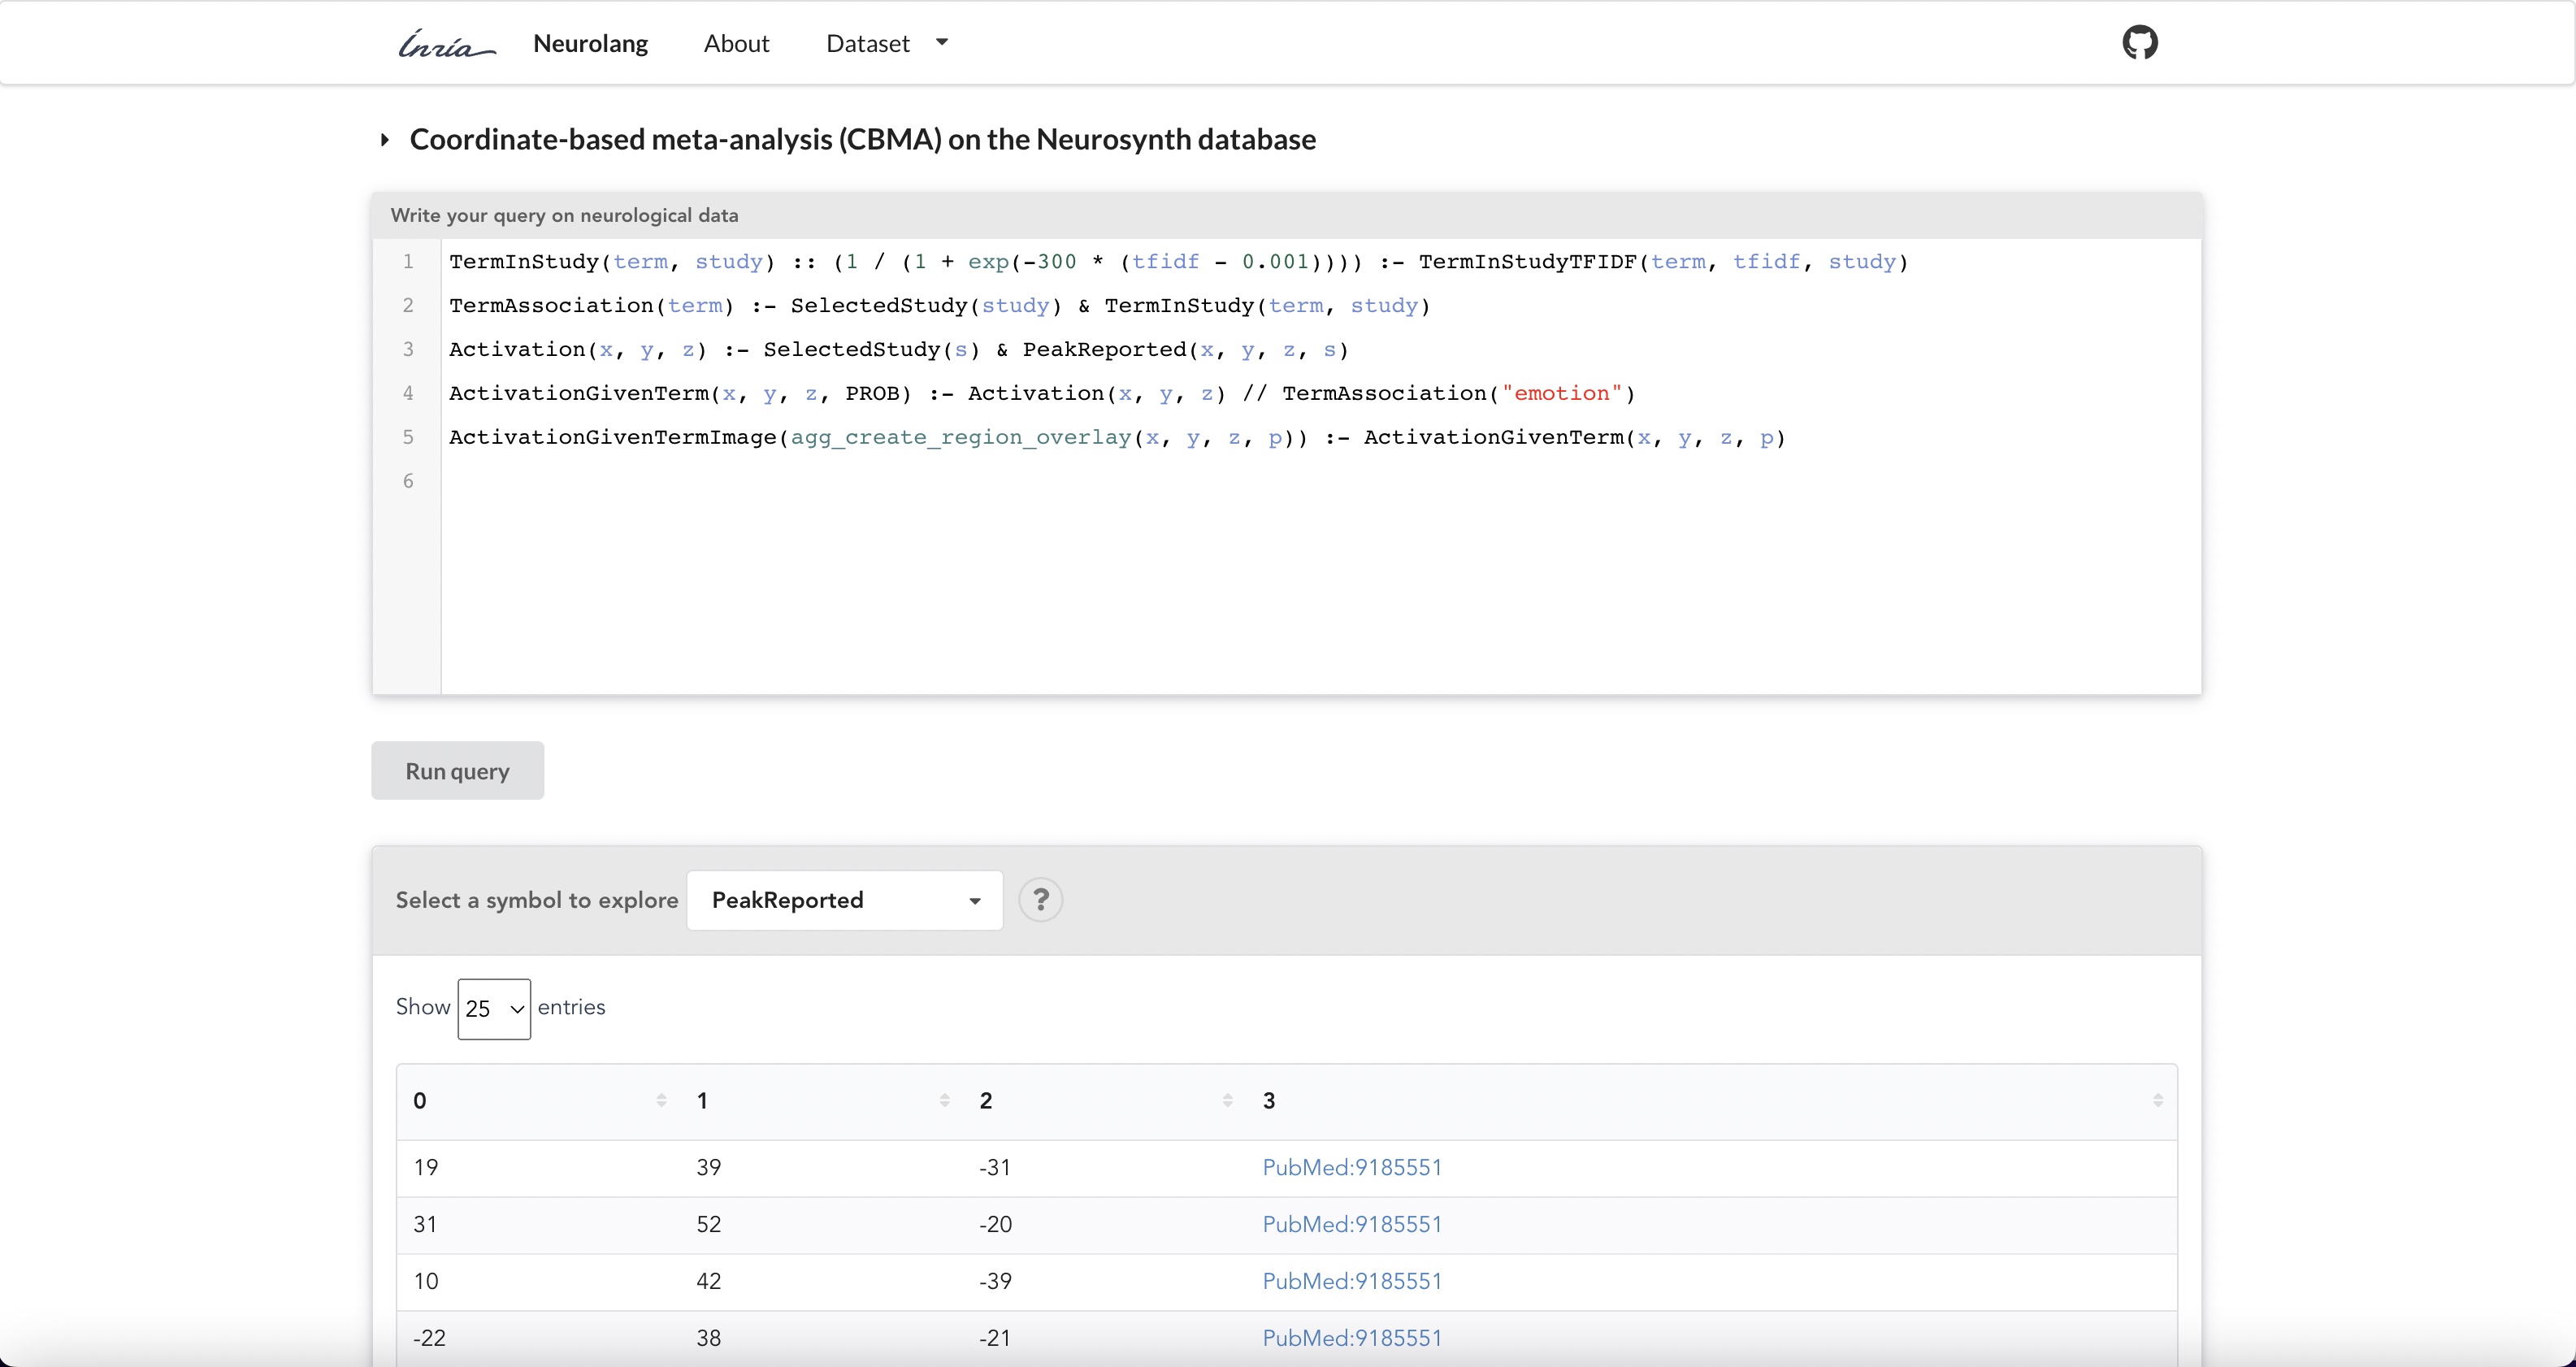 Inria Neurolang About Dataset
Coordinate-based meta-analysis (CBMA) on the Neurosynth database
Write your query on neurological data
1 TermInStudy(term, study) :: (1 / (1 + exp(-300 * (tfidf - 0.001)))) :- TermInStudyTFIDF(term, tfidf, study)
2 TermAssociation(term) :- SelectedStudy(study) & TermInStudy(term, study)
3 Activation(x, y, z) :- SelectedStudy(s) & PeakReported(x, y, z, s)
4 ActivationGivenTerm(x, y, z, PROB) :- Activation(x, y, z) // TermAssociation("emotion")
5 ActivationGivenTermImage(agg_create_region_overlay(x, y, z, p)) :- ActivationGivenTerm(x, y, z, p)
6
Run query
Select a symbol to explore PeakReported ?
Show 25 entries
0 1 2 3
19 39 -31 PubMed:9185551
31 52 -20 PubMed:9185551
10 42 -39 PubMed:9185551
-22 38 -21 PubMed:9185551